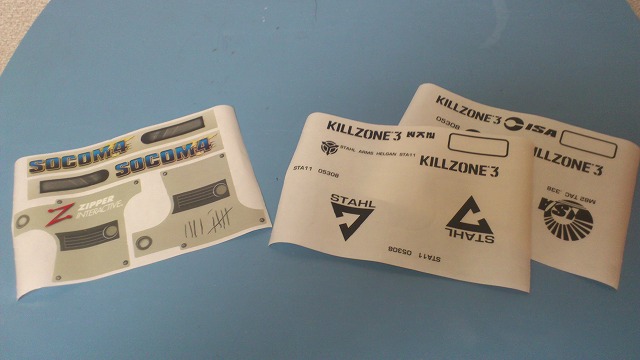 SOCOM.4
SOCOM.4
ZIPPER
INTERACTIVE
KILLZONE 3
STAHL ARMS HELGAN STA11
STA11 05308
KILLZONE 3
STAHL
STAHL
STA11 05308
KILLZONE 3
ISA
05308
KILLZONE 3
M82 TAC 338
ISA